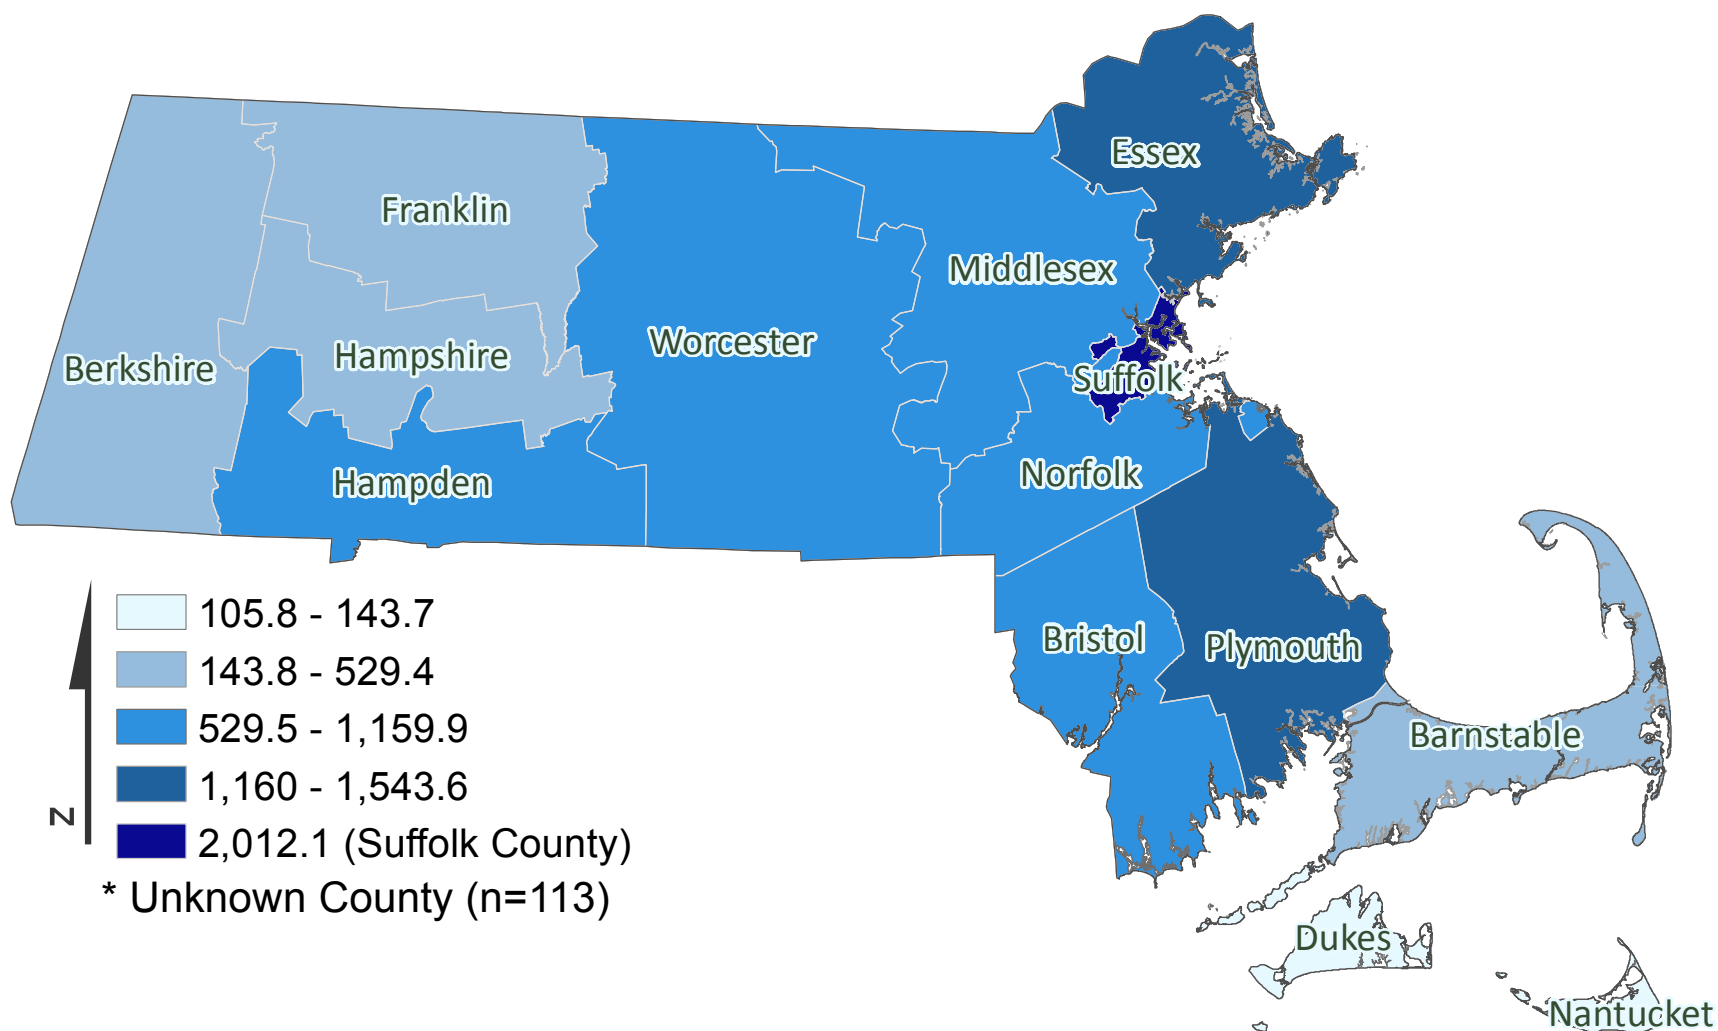 Essex
Franklin
Middlesex
Worcester
Hampshire
Berkshire
Suffolk
Norfolk
Hampden
105.8 - 143.7
Bristol
Plymouth
143.8 - 529.4
529.5 - 1,159.9
Barnstable
1,160 - 1,543.6
N
2,012.1 (Suffolk County)
* Unknown County (n=113)
Dukes
Nantucket